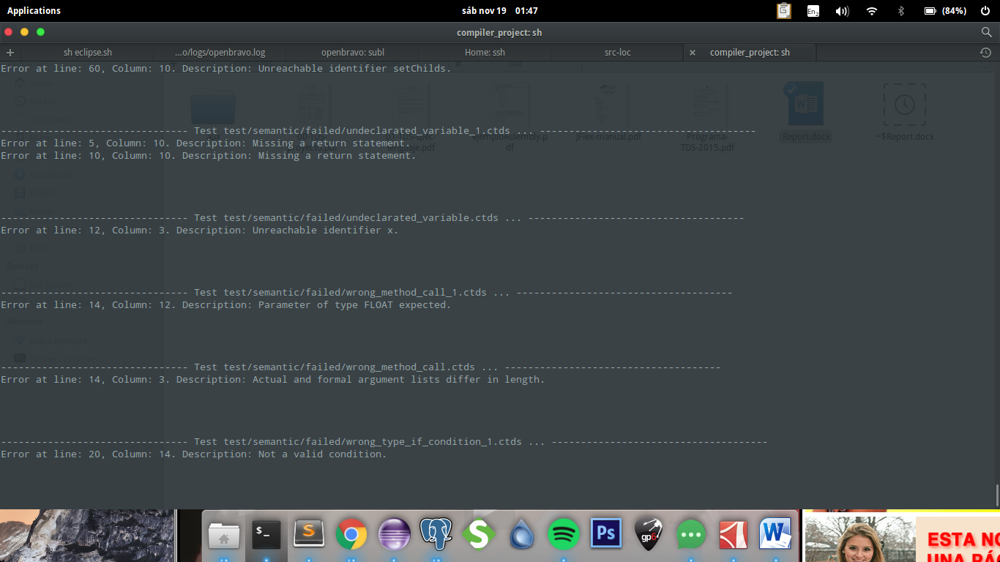 Applications
sáb nov 19 01:47
En2
(84%)
compiler_project: sh
sh eclipse.sh
...o/logs/openbravo.log
openbravo: subl
Home: ssh
src-loc
compiler_project: sh
Error at line: 60, Column: 10. Description: Unreachable identifier setChilds.
-------------------------------- Test test/semantic/failed/undeclarated_variable_1.ctds ... -------------------------------------
Error at line: 5, Column: 10. Description: Missing a return statement.
Error at line: 10, Column: 10. Description: Missing a return statement.
ejemploAssembly.pdf
JFlex-manual.pdf
Programa-TDS-2015.pdf
Report.docx
~$Report.docx
-------------------------------- Test test/semantic/failed/undeclarated_variable.ctds ... -------------------------------------
Error at line: 12, Column: 3. Description: Unreachable identifier x.
-------------------------------- Test test/semantic/failed/wrong_method_call_1.ctds ... -------------------------------------
Error at line: 14, Column: 12. Description: Parameter of type FLOAT expected.
-------------------------------- Test test/semantic/failed/wrong_method_call.ctds ... -------------------------------------
Error at line: 14, Column: 3. Description: Actual and formal argument lists differ in length.
-------------------------------- Test test/semantic/failed/wrong_type_if_condition_1.ctds ... -------------------------------------
Error at line: 20, Column: 14. Description: Not a valid condition.
$_
S
Ps
gp6
W
ESTA NO